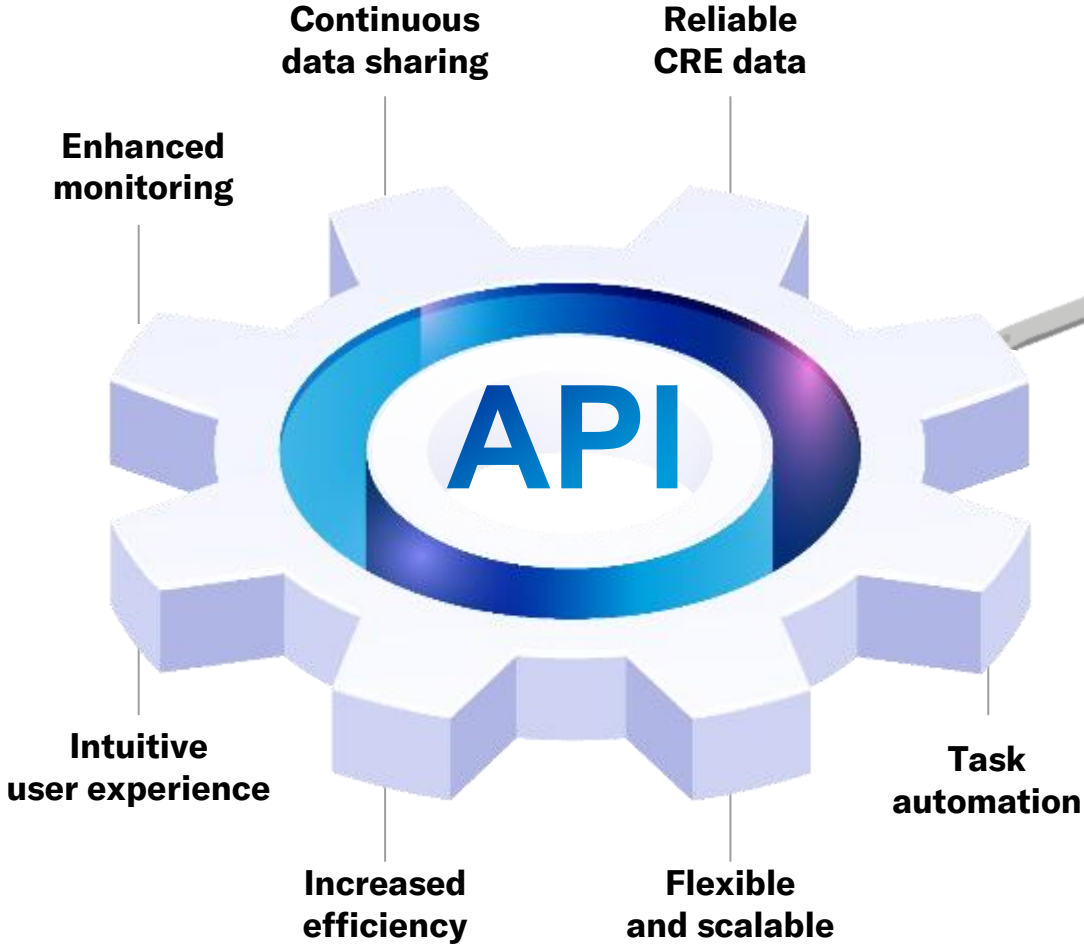 Continuous
data sharing
Reliable
CRE data
Enhanced
monitoring
API
Intuitive
user experience
Task
automation
Increased
efficiency
Flexible
and scalable